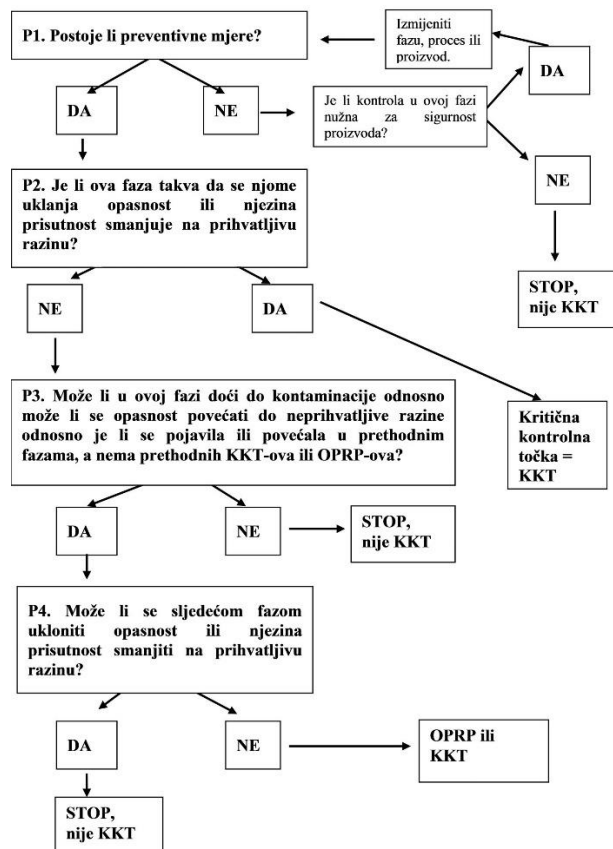 P1. Postoje li preventivne mjere?
Izmijeniti
fazu, proces ili
proizvod.
DA
NE
Je li kontrola u ovoj fazi
nužna za sigurnost
proizvoda?
DA
NE
STOP,
nije KKT
P2. Je li ova faza takva da se njome
uklanja opasnost ili njezina
prisutnost smanjuje na prihvatljivu
razinu?
NE
DA
Kritična
kontrolna
točka =
KKT
P3. Može li u ovoj fazi doći do kontaminacije odnosno
može li se opasnost povećati do neprihvatljive razine
odnosno je li se pojavila ili povećala u prethodnim
fazama, a nema prethodnih KKT-ova ili OPRP-ova?
DA
NE
STOP,
nije KKT
P4. Može li se sljedećom fazom
ukloniti opasnost ili njezina
prisutnost smanjiti na prihvatljivu
razinu?
DA
NE
OPRP ili
KKT
STOP,
nije KKT